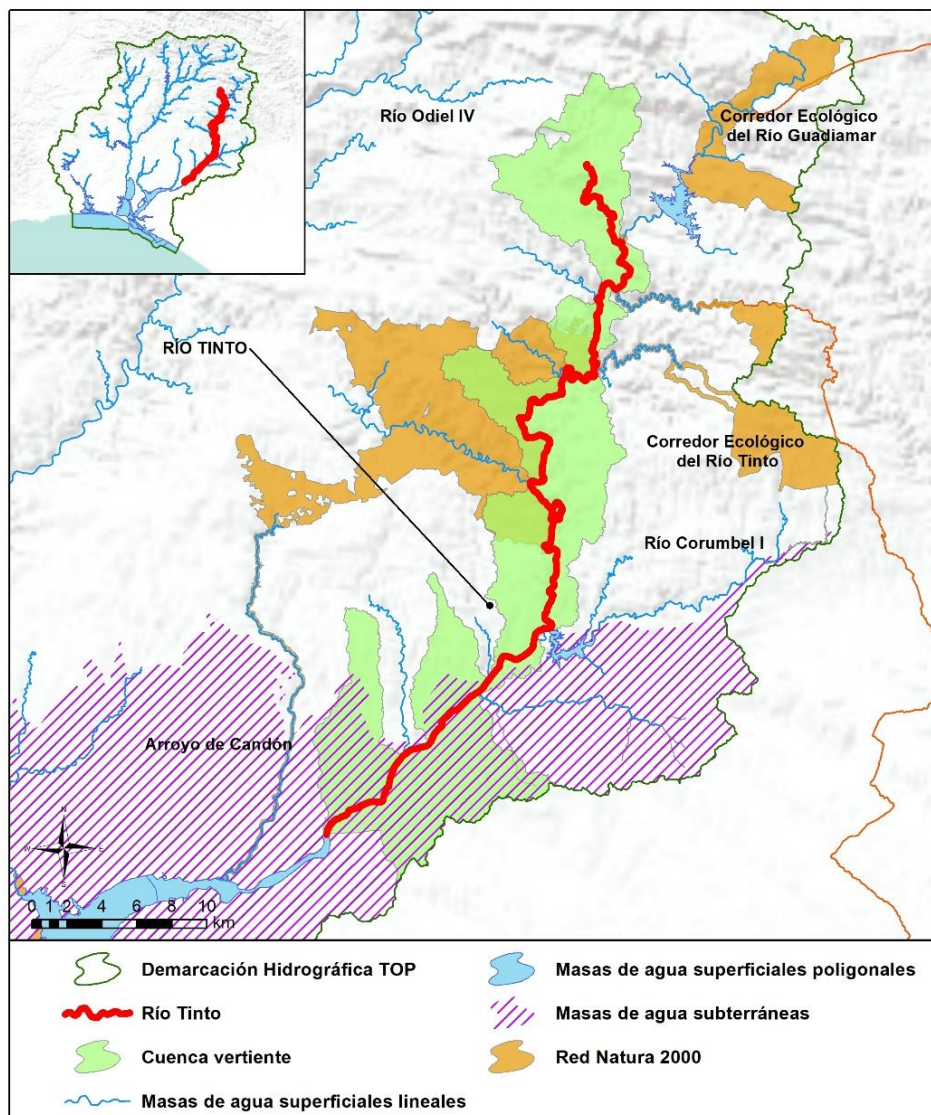 Río Odiel IV
Corredor Ecológico
del Río Guadiamar
RÍO TINTO
Corredor Ecológico
del Río Tinto
Río Corumbel I
Arroyo de Candón
N
W
E
S
0 1 2 4 6 8 10
km
Demarcación Hidrográfica TOP
Masas de agua superficiales poligonales
Río Tinto
Masas de agua subterráneas
Cuenca vertiente
Red Natura 2000
Masas de agua superficiales lineales